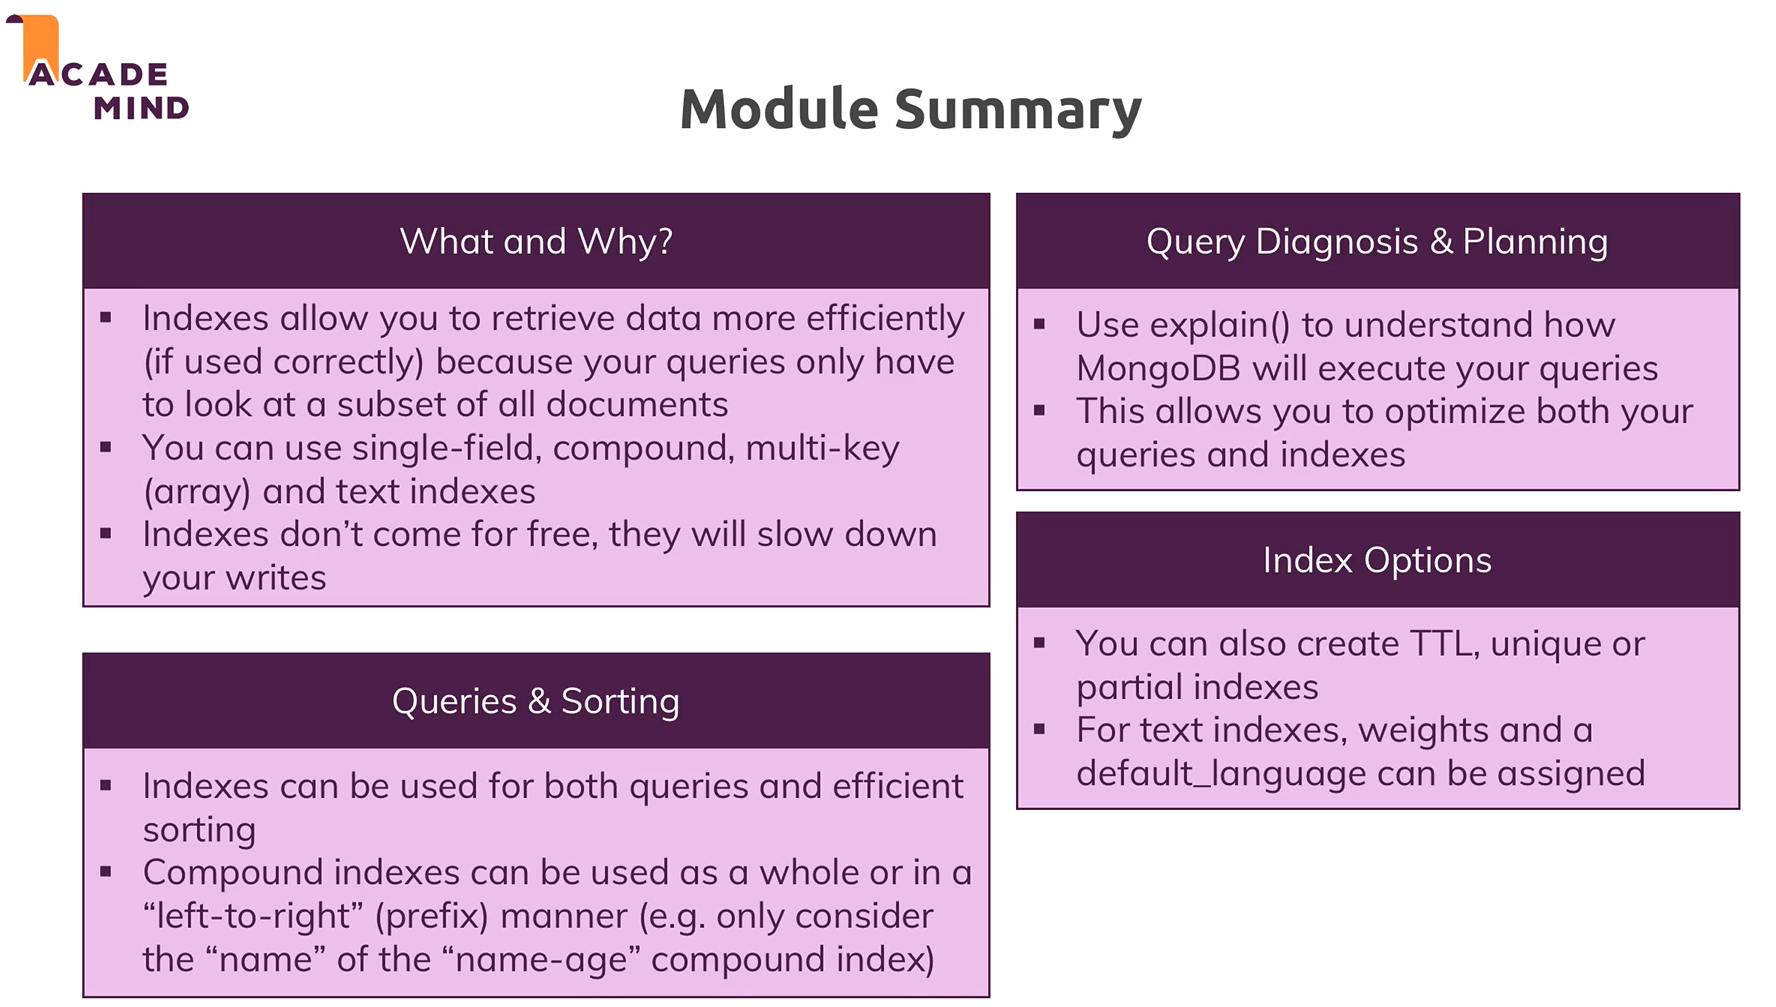 ACADE
MIND
Module Summary
What and Why?
▪ Indexes allow you to retrieve data more efficiently
(if used correctly) because your queries only have
to look at a subset of all documents
▪ You can use single-field, compound, multi-key
(array) and text indexes
▪ Indexes don’t come for free, they will slow down
your writes
Queries & Sorting
▪ Indexes can be used for both queries and efficient
sorting
▪ Compound indexes can be used as a whole or in a
“left-to-right” (prefix) manner (e.g. only consider
the “name” of the “name-age” compound index)
Query Diagnosis & Planning
▪ Use explain() to understand how
MongoDB will execute your queries
▪ This allows you to optimize both your
queries and indexes
Index Options
▪ You can also create TTL, unique or
partial indexes
▪ For text indexes, weights and a
default_language can be assigned